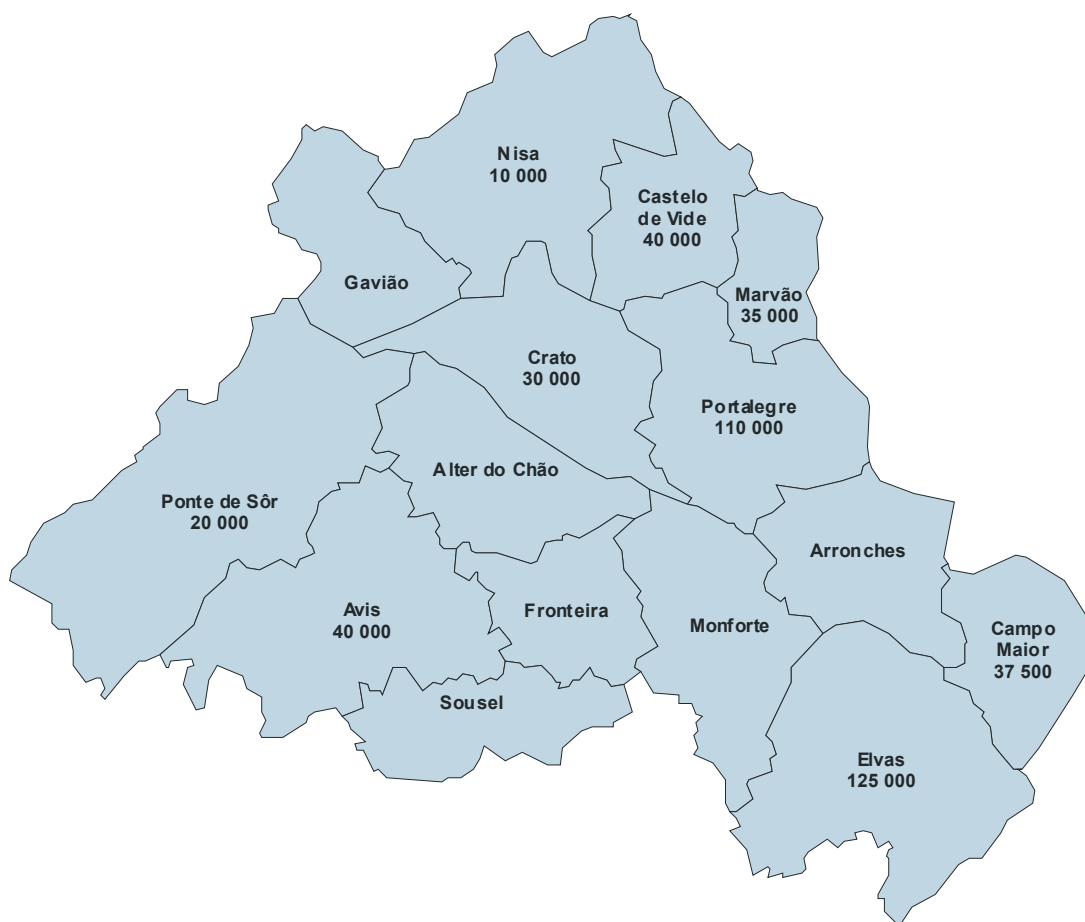 Nisa
10 000
Castelo
de Vide
40 000
Gavião
Marvão
35 000
Crato
30 000
Portalegre
110 000
Alter do Chão
Ponte de Sôr
20 000
Arronches
Avis
40 000
Fronteira
Monforte
Campo
Maior
37 500
Sousel
Elvas
125 000